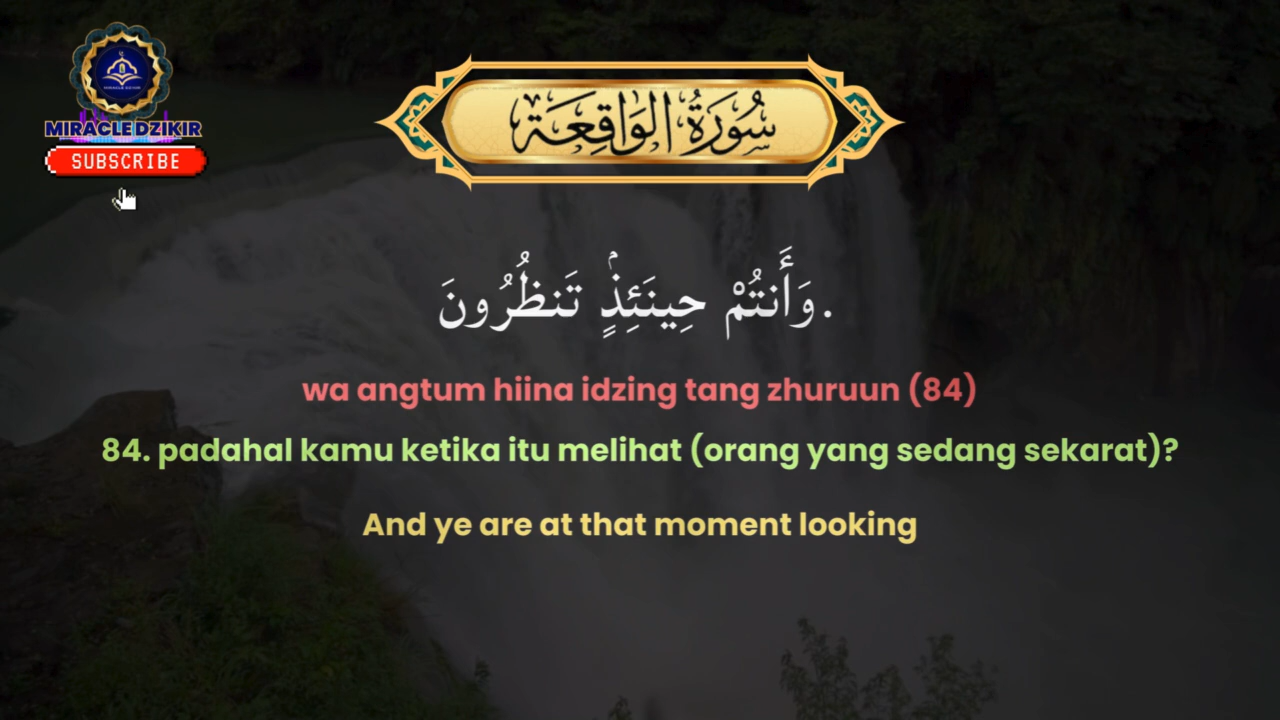 MIRACLE DZIKIR
SUBSCRIBE
سُورَةُ الوَاقِعَة
وَأَنتُمْ حِينَئِذٍۢ تَنظُرُونَ.
wa angtum hiina idzing tang zhuruun (84)
84. padahal kamu ketika itu melihat (orang yang sedang sekarat)?
And ye are at that moment looking